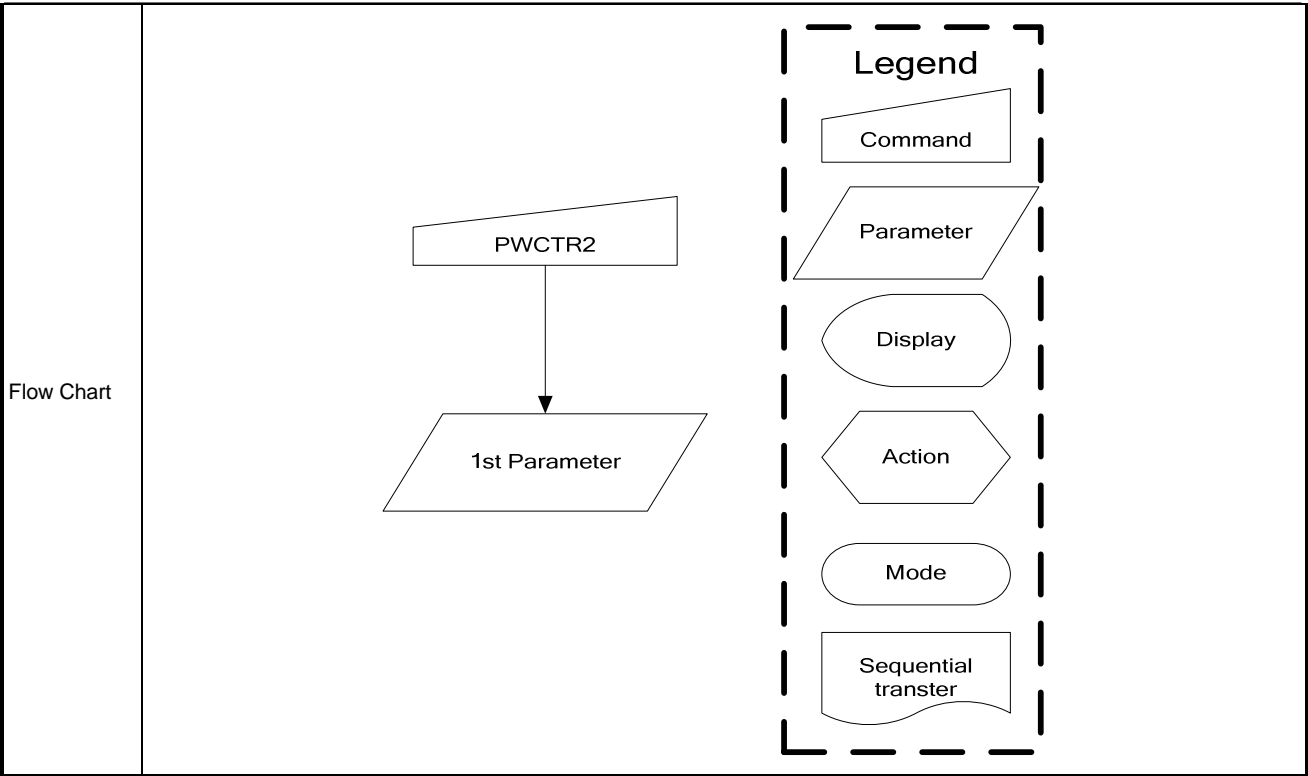 Flow Chart
PWCTR2
1st Parameter
Legend
Command
Parameter
Display
Action
Mode
Sequential
transter